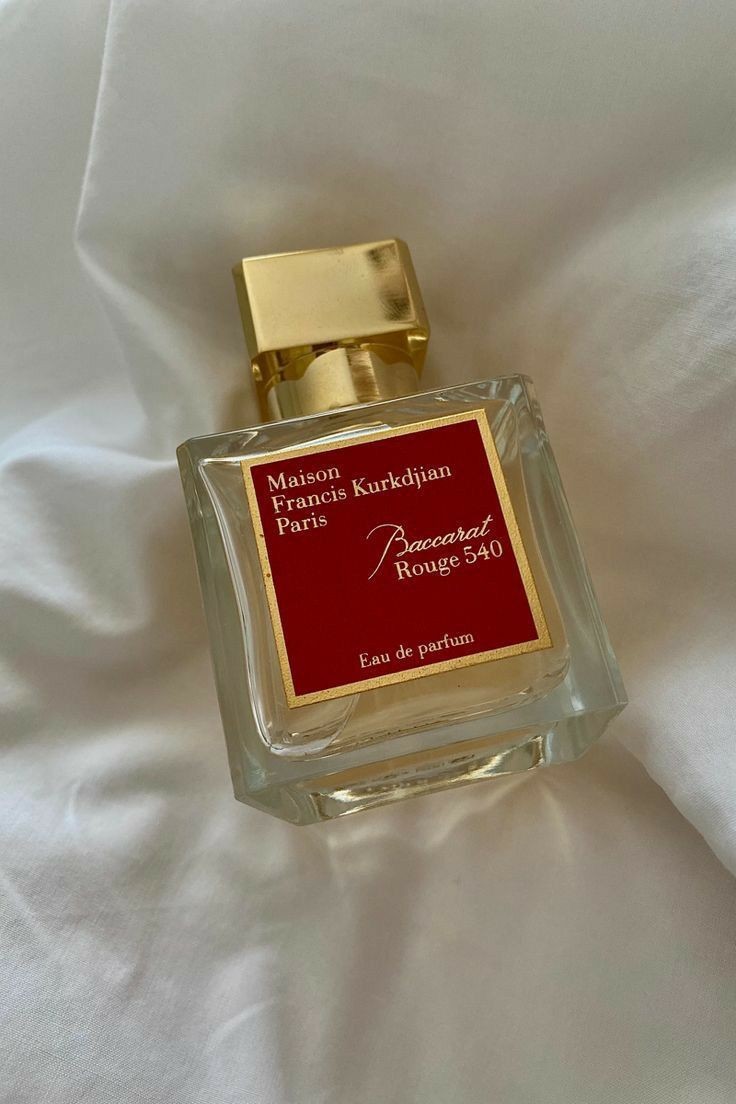 Maison
Francis Kurkdjian
Paris
Baccarat
Rouge 540
Eau de parfum